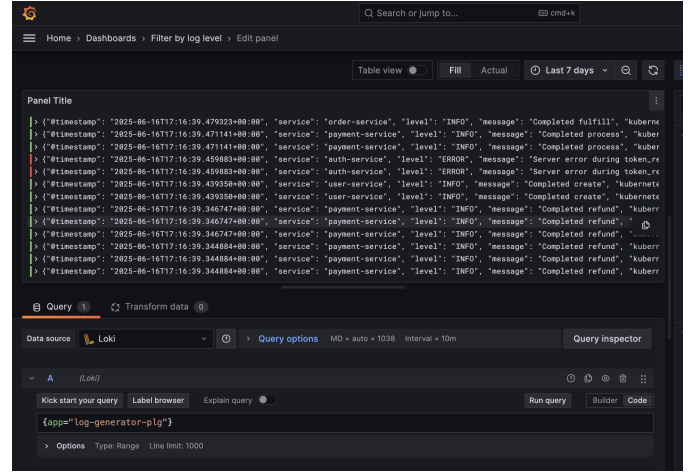 Search or jump to... cmd+k
Home › Dashboards › Filter by log level › Edit panel
Table view Fill Actual Last 7 days
Panel Title
> {"@timestamp": "2025-06-16T17:16:39.479323+00:00", "service": "order-service", "level": "INFO", "message": "Completed fulfill", "kuberne
> {"@timestamp": "2025-06-16T17:16:39.471141+00:00", "service": "payment-service", "level": "INFO", "message": "Completed process", "kuber
> {"@timestamp": "2025-06-16T17:16:39.471141+00:00", "service": "payment-service", "level": "INFO", "message": "Completed process", "kuber
> {"@timestamp": "2025-06-16T17:16:39.459883+00:00", "service": "auth-service", "level": "ERROR", "message": "Server error during token_re
> {"@timestamp": "2025-06-16T17:16:39.459883+00:00", "service": "auth-service", "level": "ERROR", "message": "Server error during token_re
> {"@timestamp": "2025-06-16T17:16:39.439350+00:00", "service": "user-service", "level": "INFO", "message": "Completed create", "kubernete
> {"@timestamp": "2025-06-16T17:16:39.439350+00:00", "service": "user-service", "level": "INFO", "message": "Completed create", "kubernete
> {"@timestamp": "2025-06-16T17:16:39.346747+00:00", "service": "payment-service", "level": "INFO", "message": "Completed refund", "kubern
> {"@timestamp": "2025-06-16T17:16:39.346747+00:00", "service": "payment-service", "level": "INFO", "message": "Completed refund", "
> {"@timestamp": "2025-06-16T17:16:39.346747+00:00", "service": "payment-service", "level": "INFO", "message": "Completed refund", "
> {"@timestamp": "2025-06-16T17:16:39.344884+00:00", "service": "payment-service", "level": "INFO", "message": "Completed refund", "kubern
> {"@timestamp": "2025-06-16T17:16:39.344884+00:00", "service": "payment-service", "level": "INFO", "message": "Completed refund", "kubern
> {"@timestamp": "2025-06-16T17:16:39.344884+00:00", "service": "payment-service", "level": "INFO", "message": "Completed refund", "kubern
Query 1 Transform data 0
Data source Loki > Query options MD = auto = 1038 Interval = 10m Query inspector
A (Loki)
Kick start your query Label browser Explain query Run query Builder Code
{app="log-generator-plg"}
> Options Type: Range Line limit: 1000